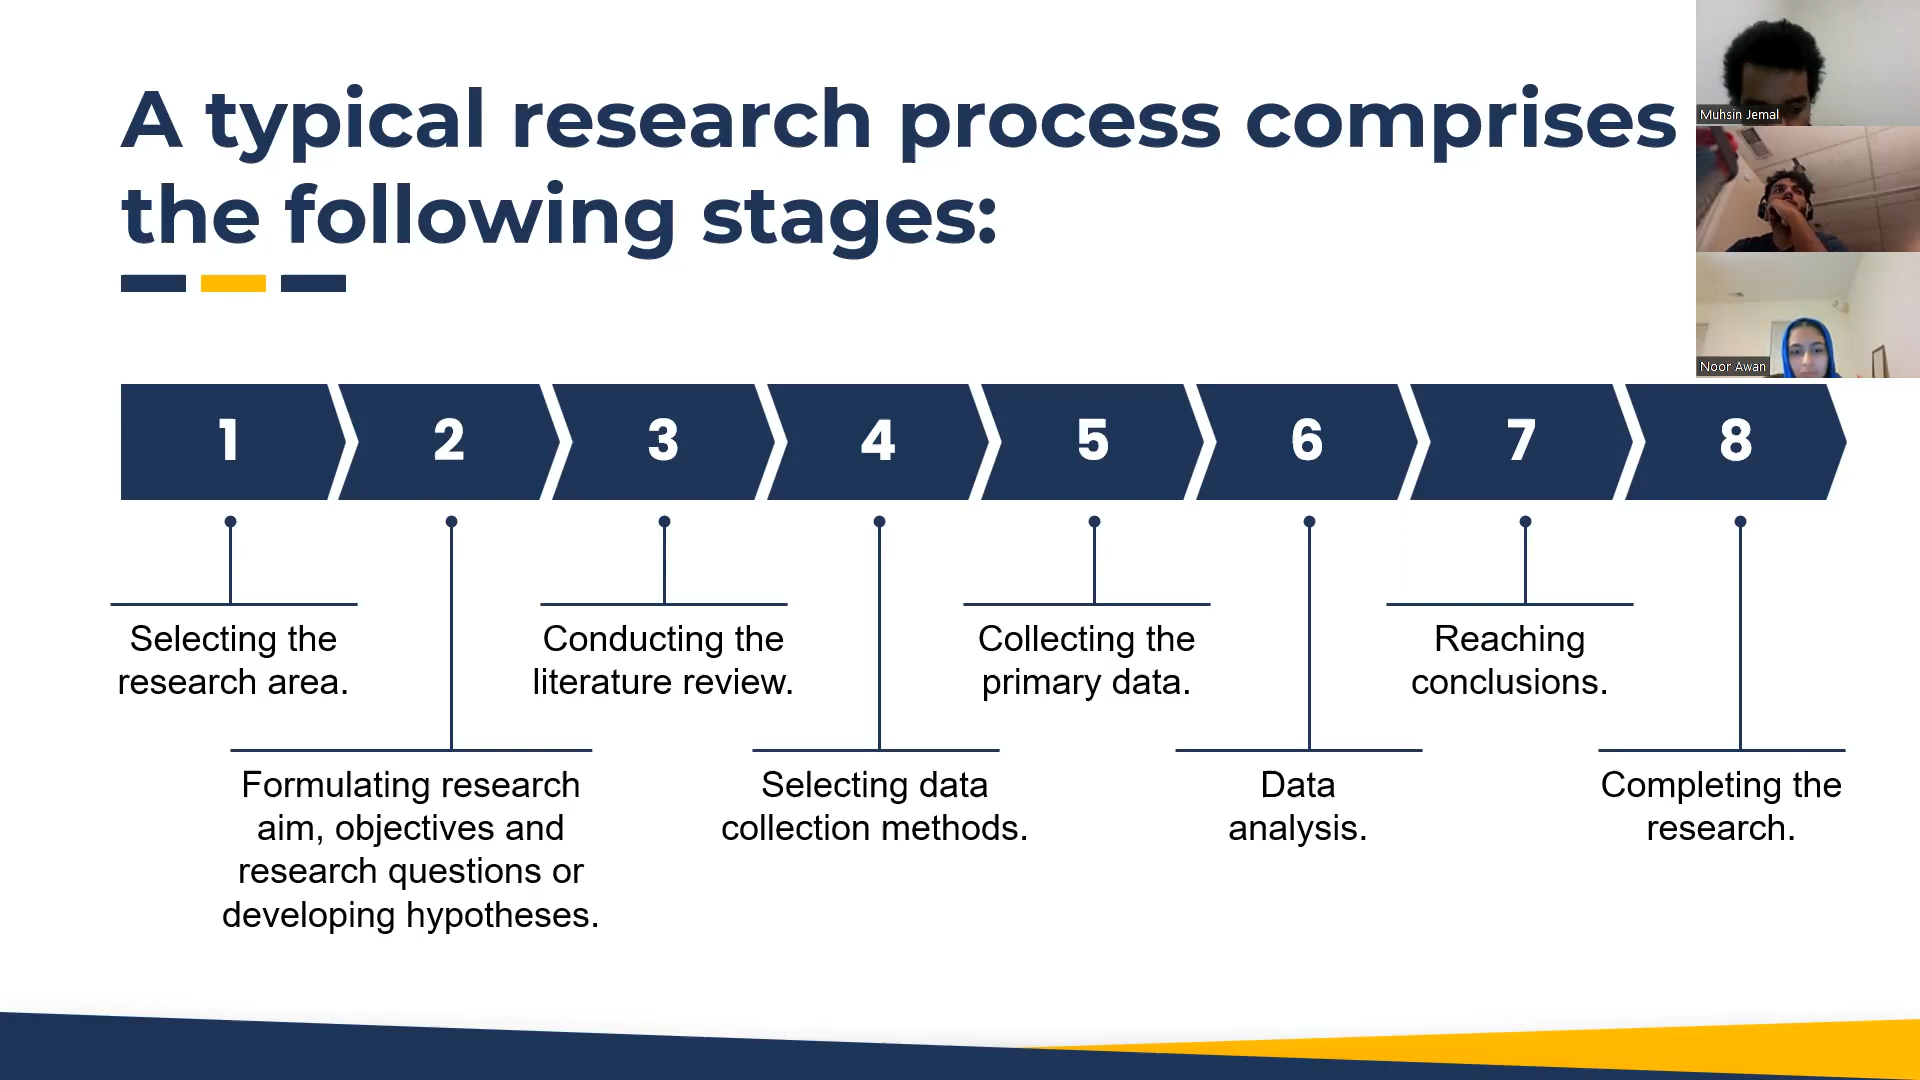 A typical research process comprises
the following stages:
Muhsin Jemal
Noor Awan
1 2 3 4 5 6 7 8
Selecting the
research area.
Formulating research
aim, objectives and
research questions or
developing hypotheses.
Conducting the
literature review.
Selecting data
collection methods.
Collecting the
primary data.
Data
analysis.
Reaching
conclusions.
Completing the
research.